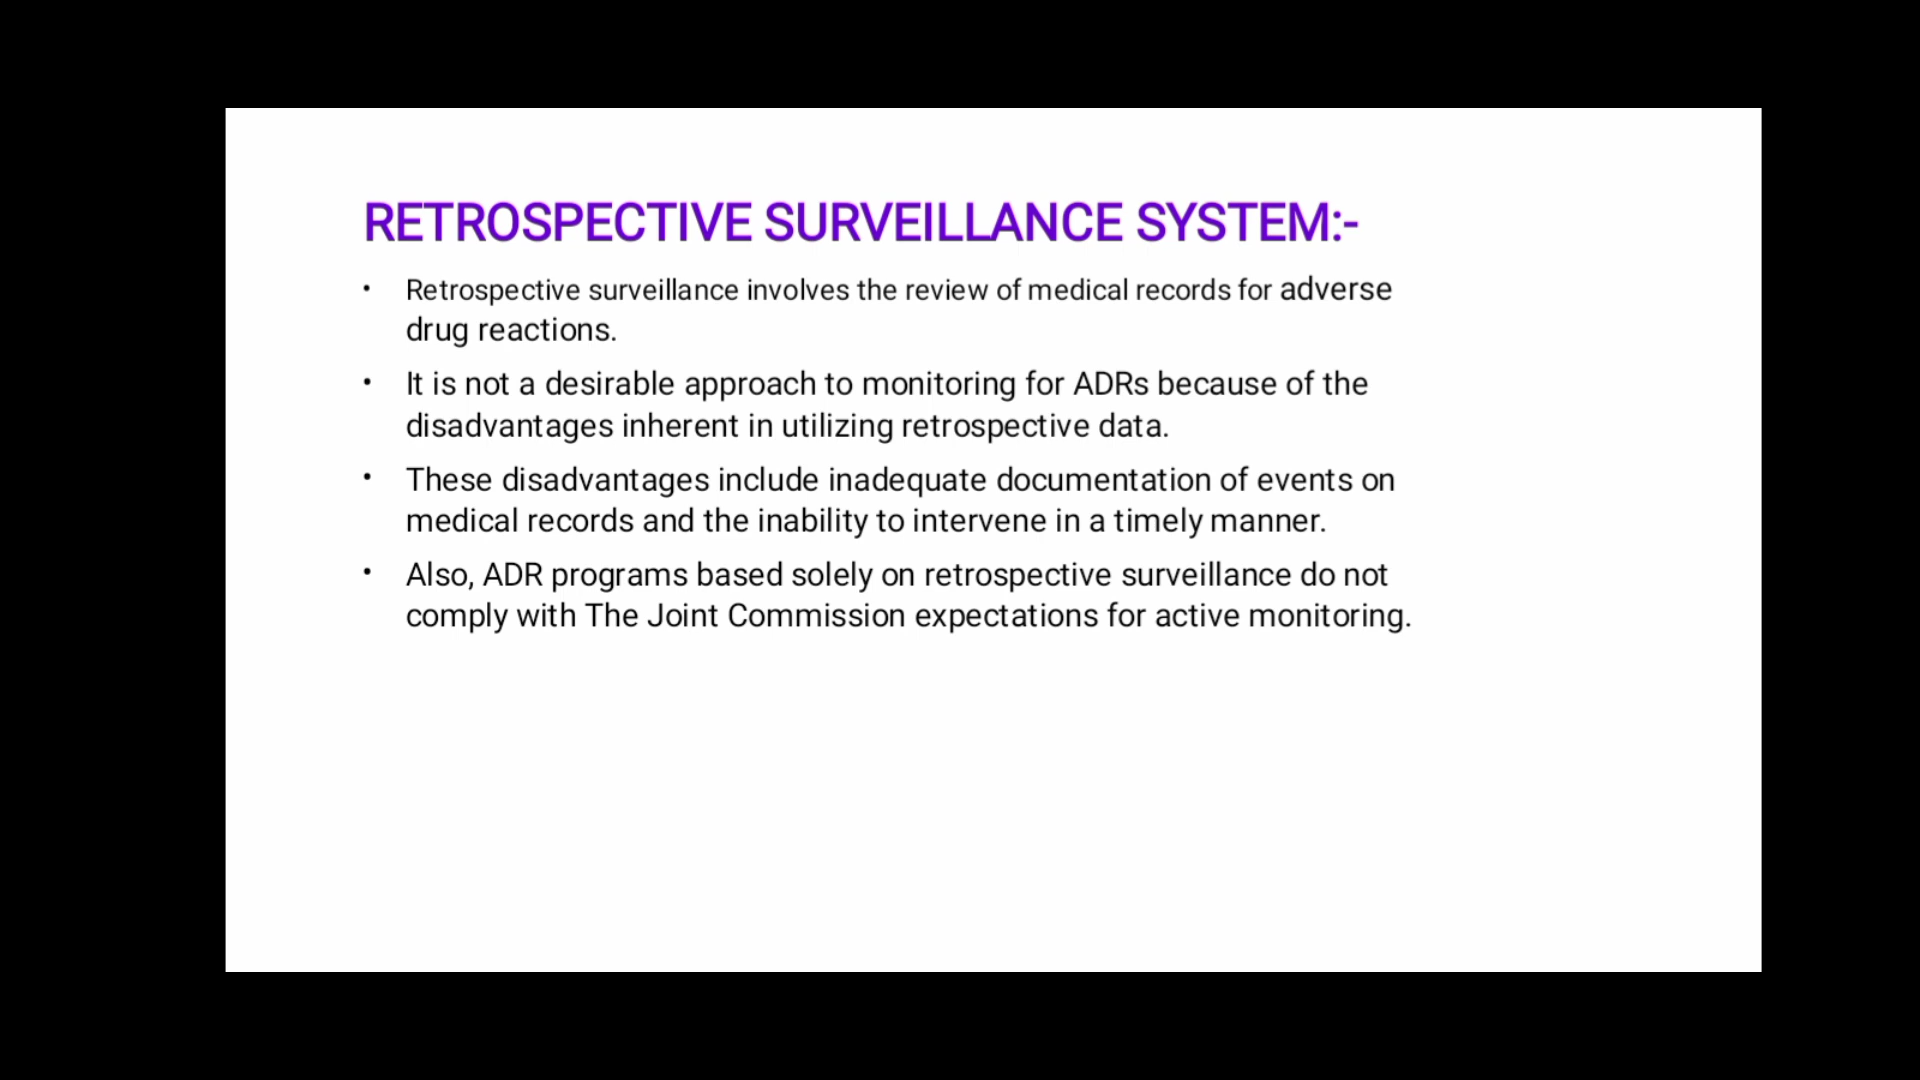 RETROSPECTIVE SURVEILLANCE SYSTEM:-
• Retrospective surveillance involves the review of medical records for adverse
drug reactions.
• It is not a desirable approach to monitoring for ADRs because of the
disadvantages inherent in utilizing retrospective data.
• These disadvantages include inadequate documentation of events on
medical records and the inability to intervene in a timely manner.
• Also, ADR programs based solely on retrospective surveillance do not
comply with The Joint Commission expectations for active monitoring.